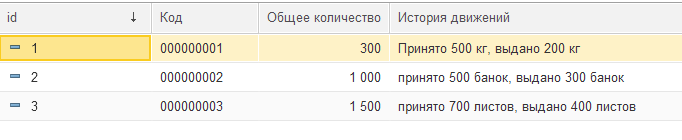 id ↓ Код Общее количество История движений
1 000000001 300 Принято 500 кг, выдано 200 кг
2 000000002 1 000 принято 500 банок, выдано 300 банок
3 000000003 1 500 принято 700 листов, выдано 400 листов